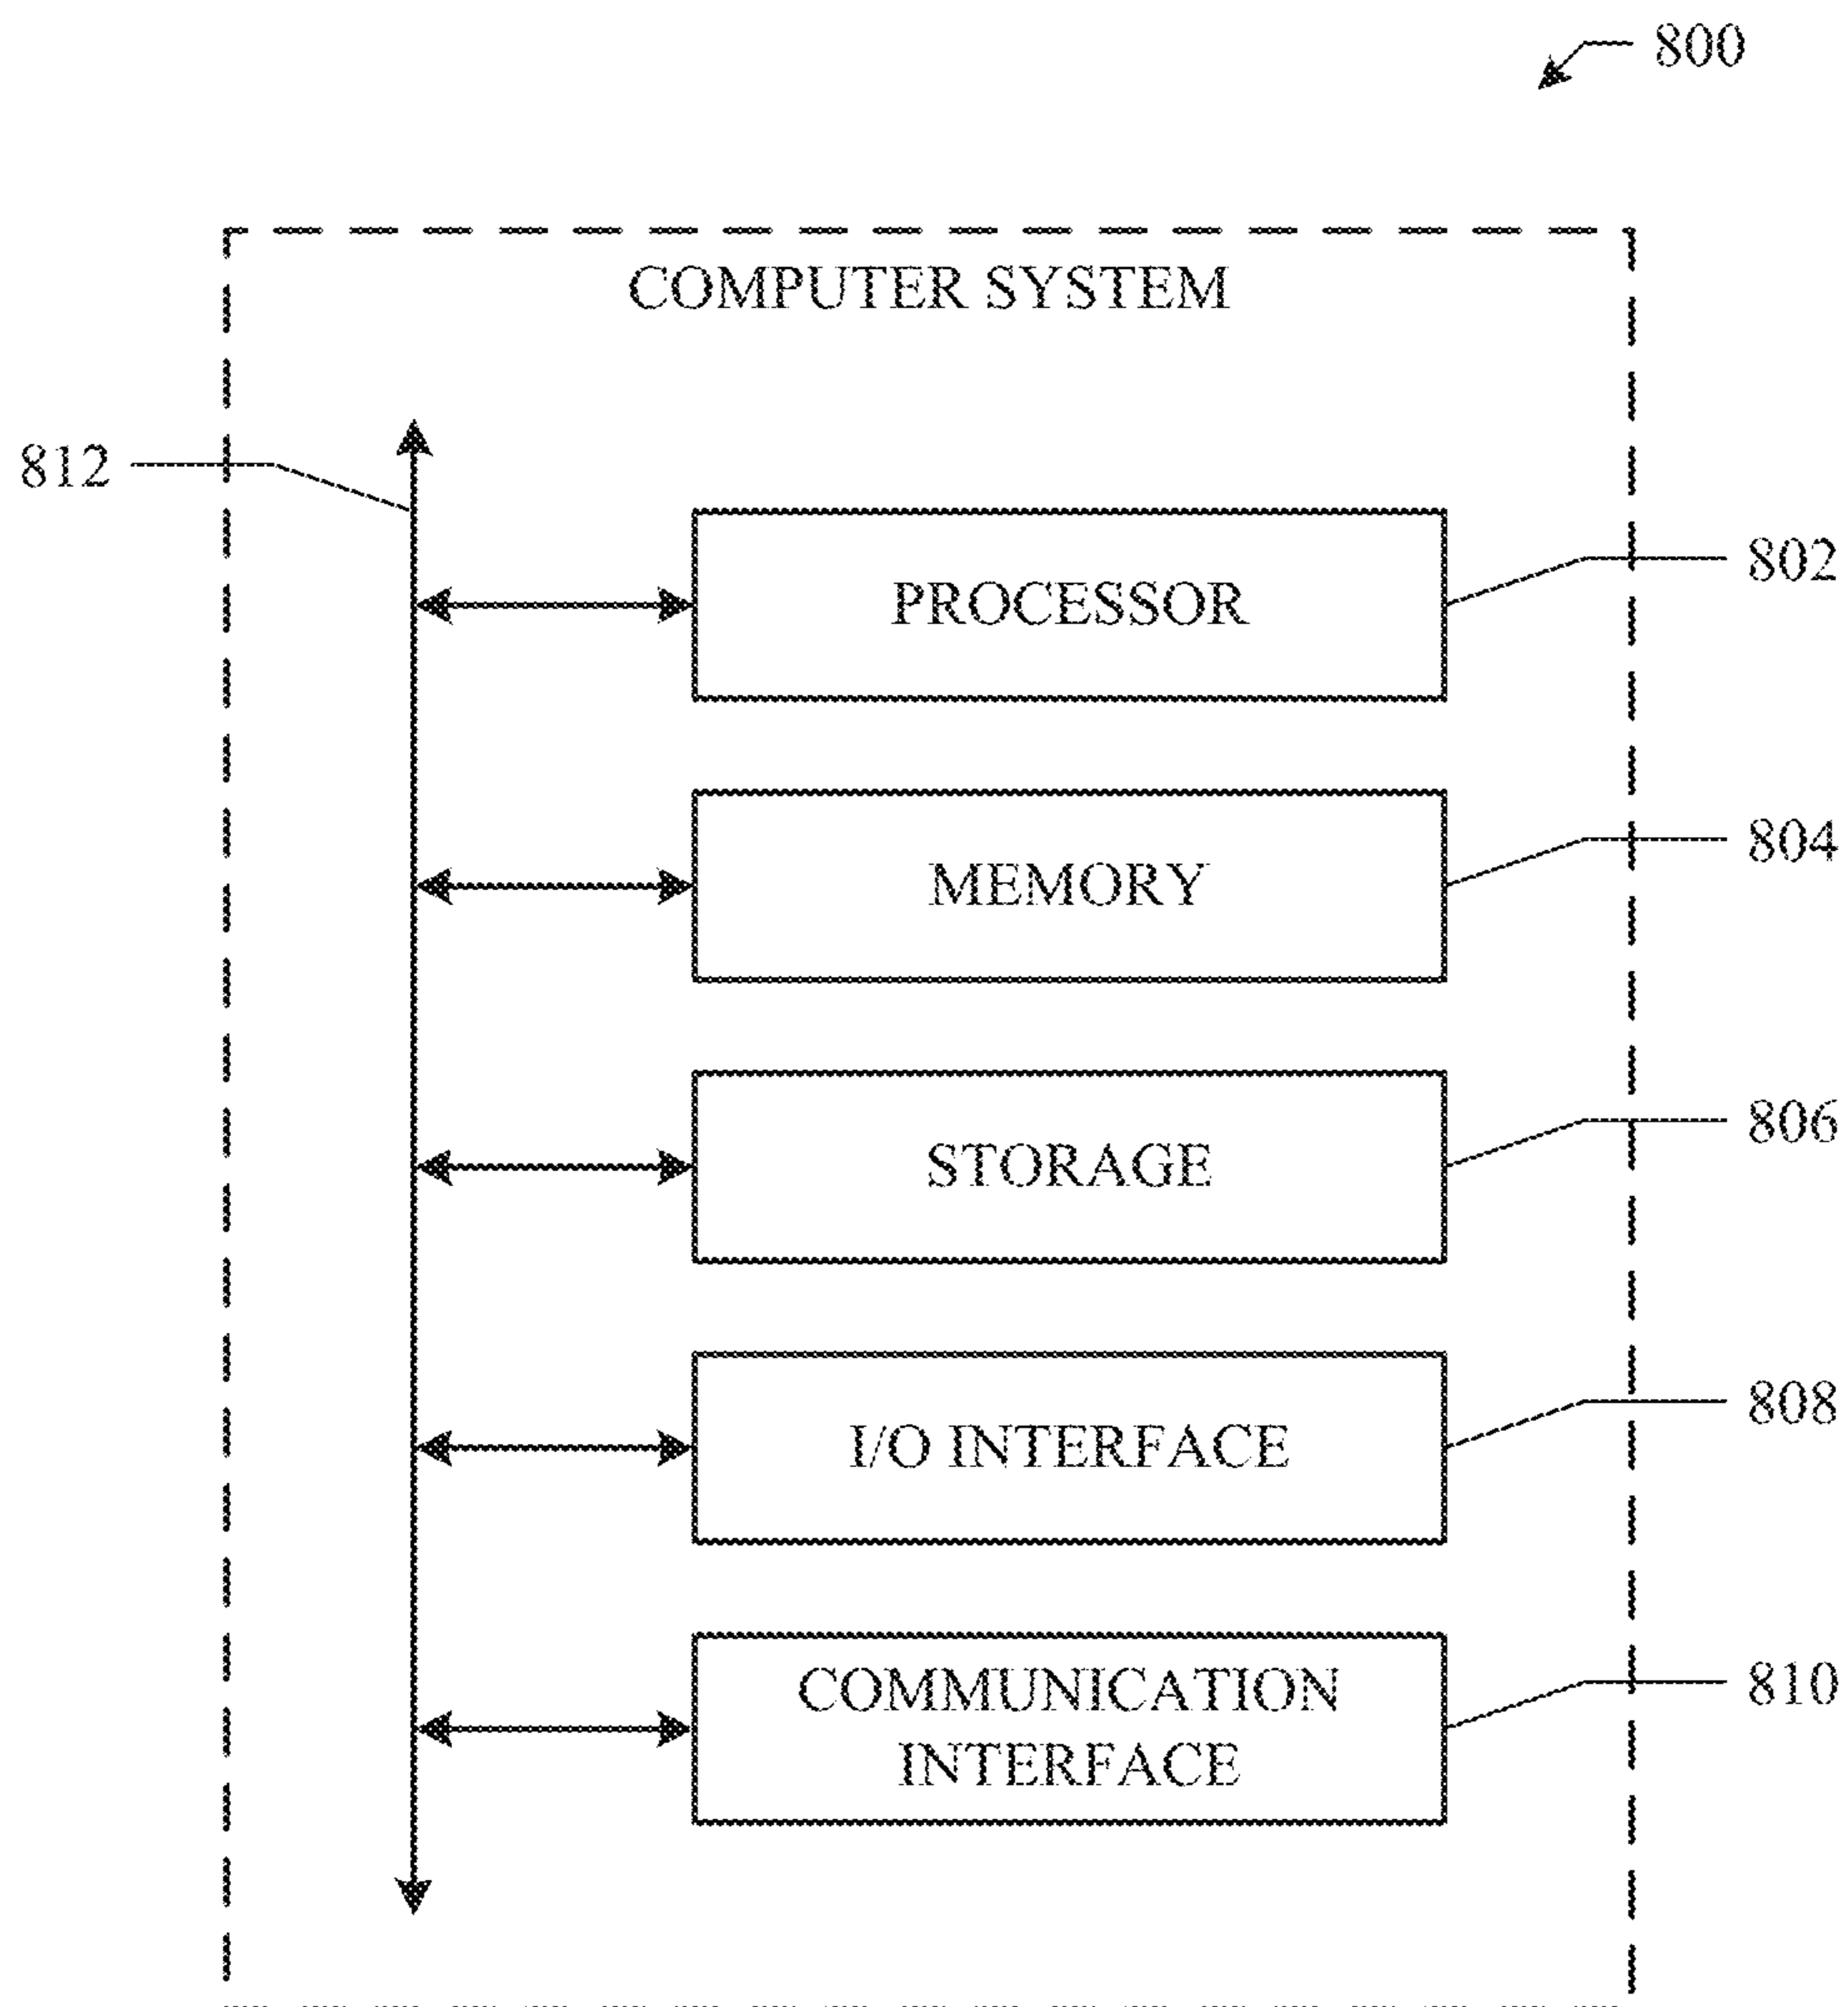 800
COMPUTER SYSTEM
812
PROCESSOR
802
MEMORY
804
STORAGE
806
I/O INTERFACE
808
COMMUNICATION
INTERFACE
810